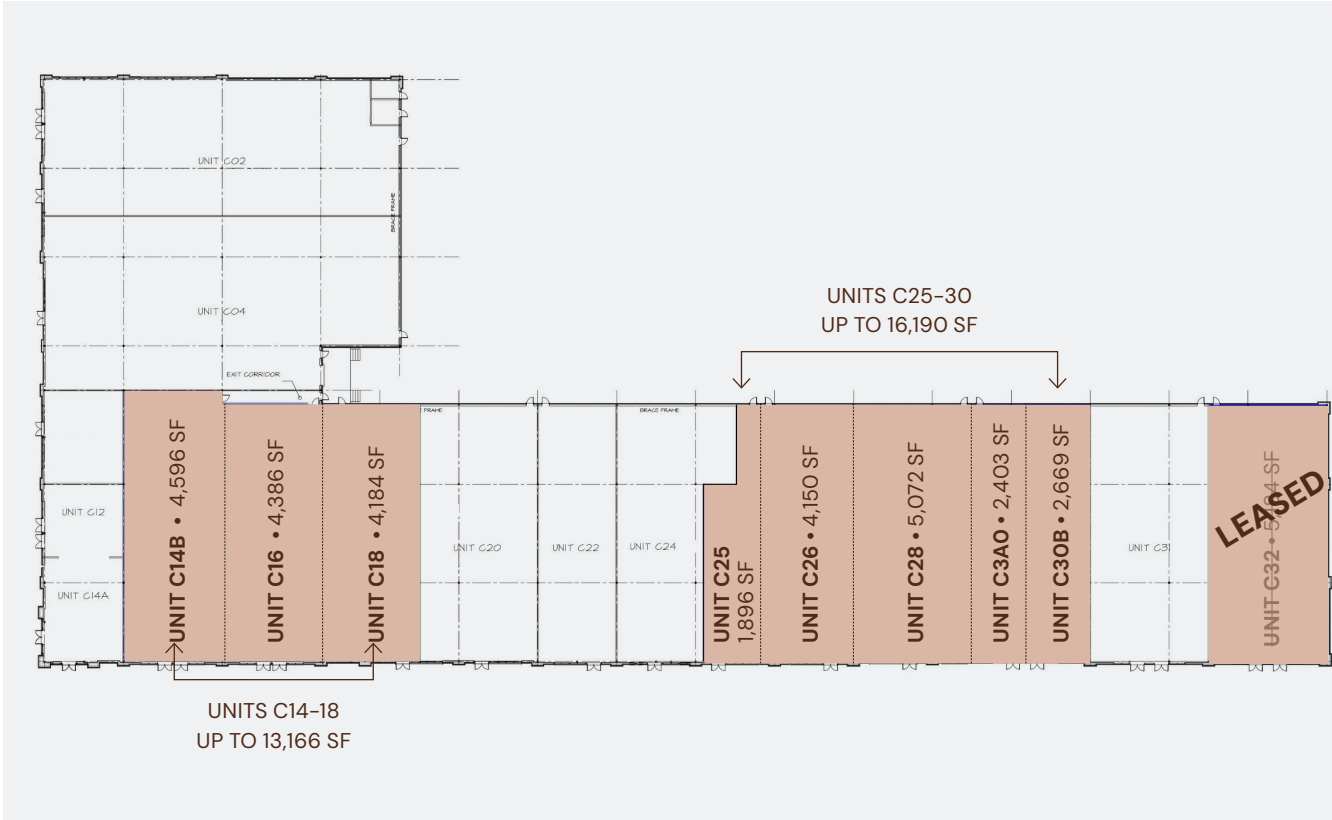 UNIT C02
BRACE FRAME
UNIT C04
EXIT CORRIDOR
UNITS C25-30
UP TO 16,190 SF
FRAME
BRACE FRAME
UNIT C12
UNIT C14A
UNIT C14B • 4,596 SF
UNIT C16 • 4,386 SF
UNIT C18 • 4,184 SF
UNIT C20
UNIT C22
UNIT C24
UNIT C25
1,896 SF
UNIT C26 • 4,150 SF
UNIT C28 • 5,072 SF
UNIT C3A0 • 2,403 SF
UNIT C30B • 2,669 SF
UNIT C31
UNIT C32 •
SF
LEASED
UNITS C14-18
UP TO 13,166 SF